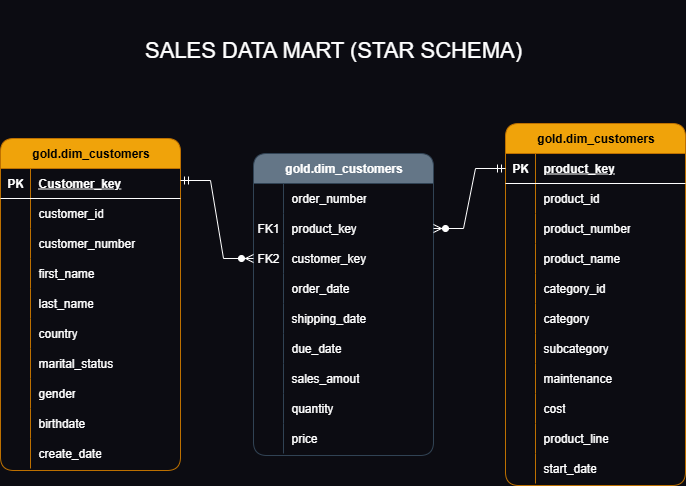 SALES DATA MART (STAR SCHEMA)
gold.dim_customers
PK Customer_key
customer_id
customer_number
first_name
last_name
country
marital_status
gender
birthdate
create_date
gold.dim_customers
order_number
FK1 product_key
FK2 customer_key
order_date
shipping_date
due_date
sales_amout
quantity
price
gold.dim_customers
PK product_key
product_id
product_number
product_name
category_id
category
subcategory
maintenance
cost
product_line
start_date